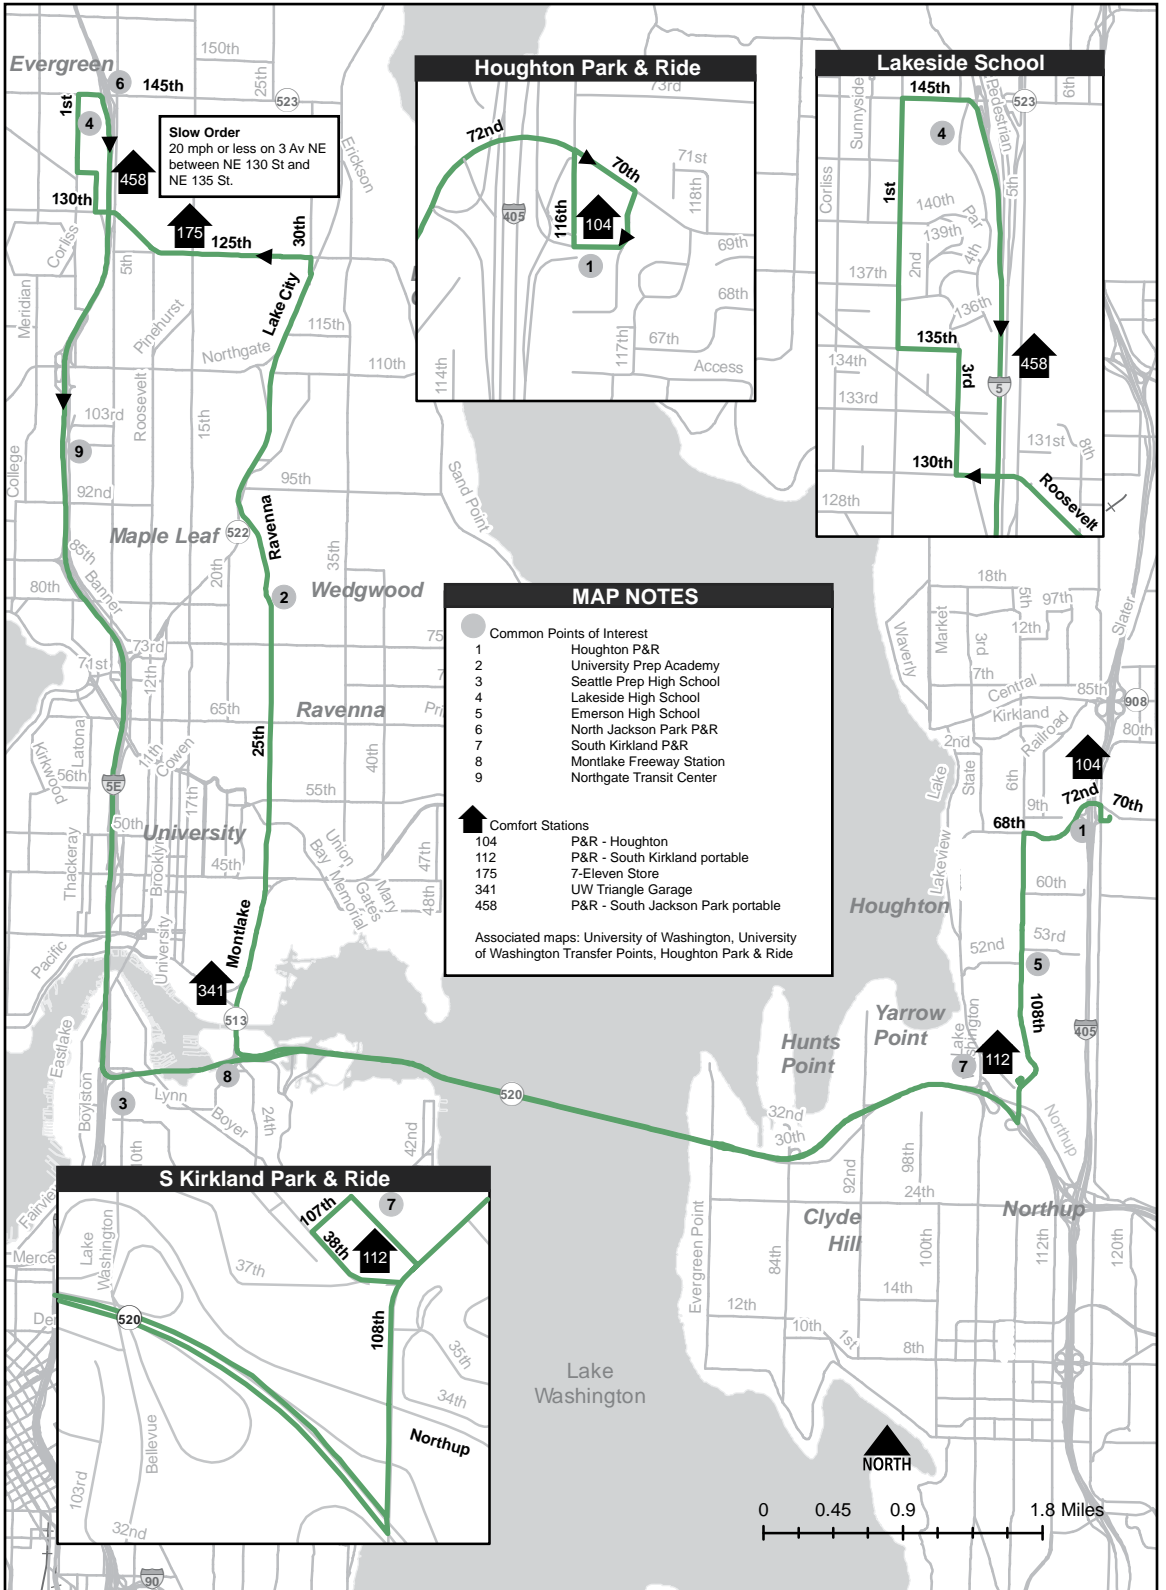 Evergreen
6
145th
150th
25th
523
1st
4
Slow Order
20 mph or less on 3 Av NE
between NE 130 St and
NE 135 St.
458
Erickson
130th
175
125th
30th
Corliss
5th
Meridian
Pinehurst
Lake City
115th
Northgate
110th
103rd
Roosevelt
15th
9
College
92nd
95th
Sand Point
Maple Leaf
522
Ravenna
35th
85th
Banner
80th
20th
2
Wedgwood
73rd
75
71st
12th
65th
Ravenna
Pri
Latona
Kirkwood
11th
Cowen
25th
40th
56th
5E
17th
55th
50th
University
Thackeray
Brooklyn
45th
Union
Bay
Memorial
Mary
Gates
47th
48th
University
Pacific
Montlake
341
513
Eastlake
Boylston
8
3
Lynn
Boyer
24th
10th
42nd
520
Fairview
Merce
De
90
Houghton Park & Ride
73rd
72nd
70th
71st
118th
405
116th
104
1
69th
68th
67th
117th
114th
Access
Lakeside School
145th
Sunnyside
Pedestrian
523
6th
4
5th
Corliss
1st
140th
Par
139th
4th
2nd
137th
136th
135th
134th
3rd
458
5
133rd
131st
8th
130th
128th
Roosevelt
MAP NOTES
Common Points of Interest
1 Houghton P&R
2 University Prep Academy
3 Seattle Prep High School
4 Lakeside High School
5 Emerson High School
6 North Jackson Park P&R
7 South Kirkland P&R
8 Montlake Freeway Station
9 Northgate Transit Center
Comfort Stations
104 P&R - Houghton
112 P&R - South Kirkland portable
175 7-Eleven Store
341 UW Triangle Garage
458 P&R - South Jackson Park portable
Associated maps: University of Washington, University
of Washington Transfer Points, Houghton Park & Ride
18th
5th
97th
Slater
Waverly
Market
3rd
12th
7th
Central
85th
908
Kirkland
Railroad
80th
2nd
Lake
State
6th
104
9th
72nd
70th
68th
1
Lakeview
60th
Houghton
53rd
52nd
5
108th
Yarrow
Point
Hunts
Point
Lake
Washington
405
7
112
Northup
32nd
30th
92nd
98th
24th
Clyde
Hill
Northup
Evergreen Point
84th
100th
112th
120th
14th
12th
10th
1st
8th
Lake
Washington
NORTH
0 0.45 0.9 1.8 Miles
S Kirkland Park & Ride
Lake
Washington
107th
7
38th
112
37th
520
108th
35th
34th
Northup
Bellevue
103rd
32nd